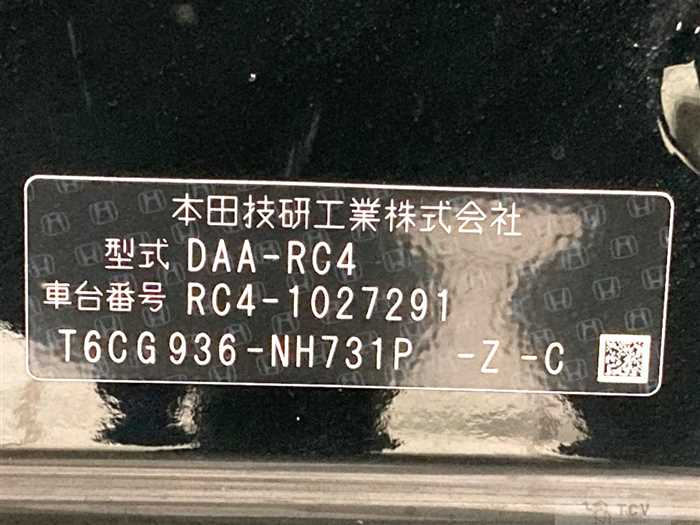 本田技研工業株式会社
型式 DAA-RC4
車台番号 RC4-1027291
T6CG936-NH731P -Z -C
TCV